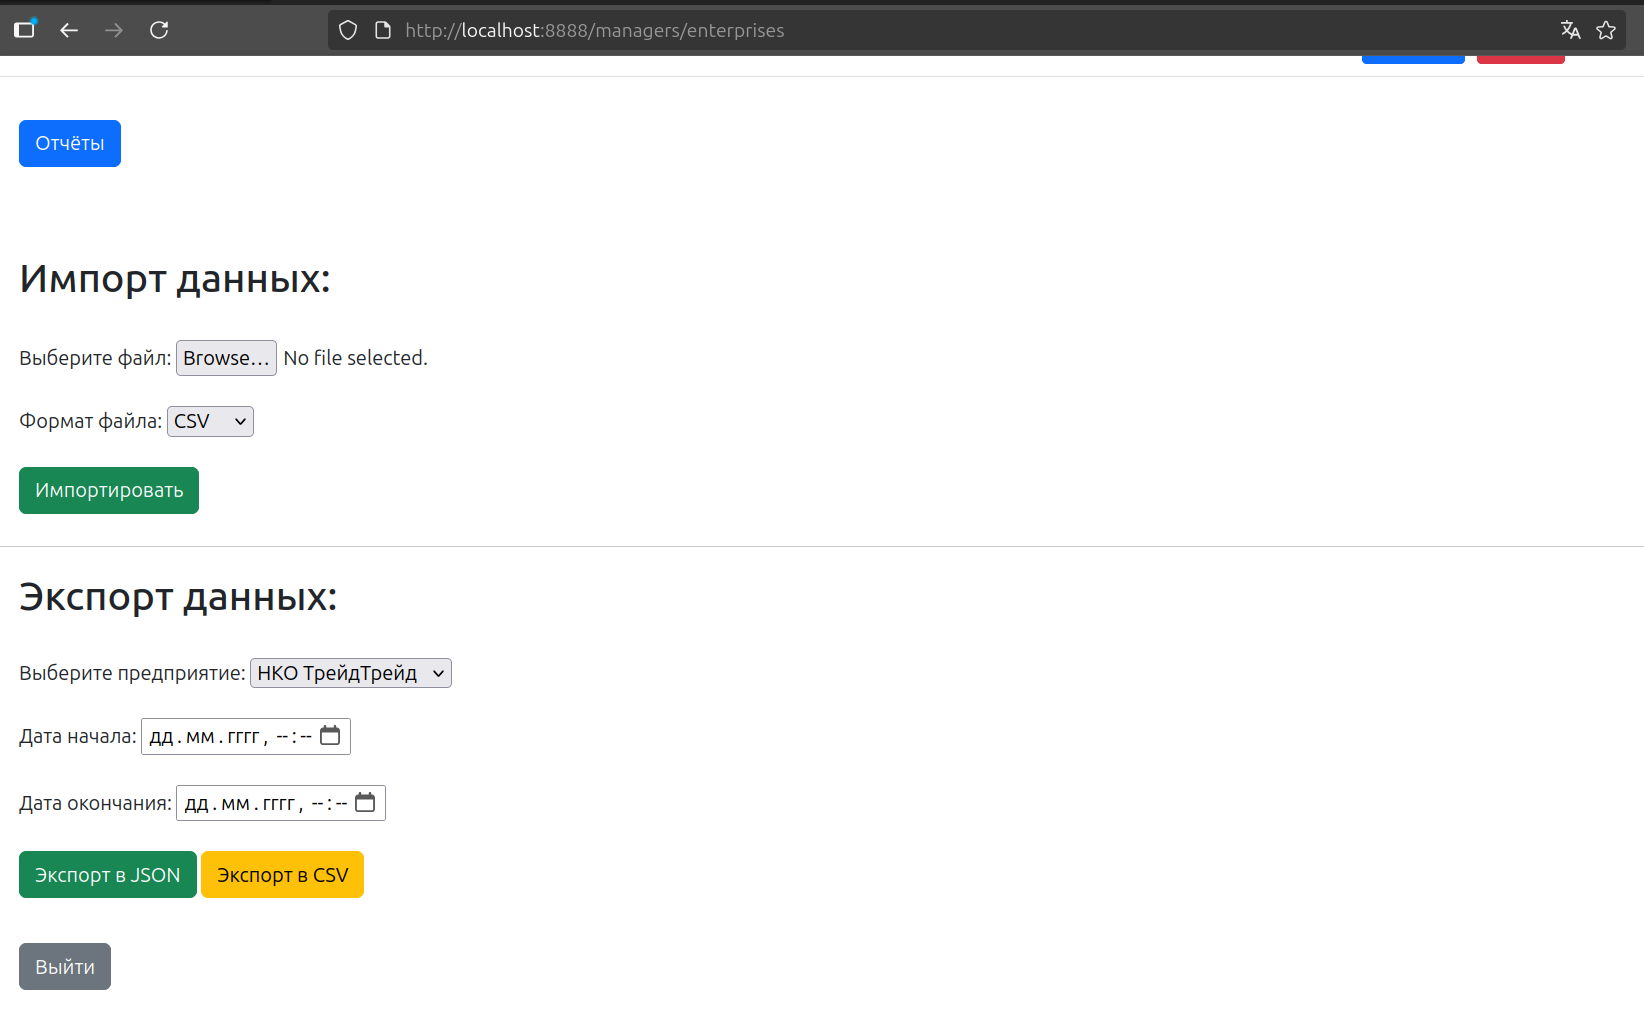 http://localhost:8888/managers/enterprises
Отчёты
Импорт данных:
Выберите файл: Browse... No file selected.
Формат файла: CSV
Импортировать
Экспорт данных:
Выберите предприятие: НКО ТрейдТрейд
Дата начала: дд.мм.гггг, --:--
Дата окончания: дд.мм.гггг, --:--
Экспорт в JSON Экспорт в CSV
Выйти